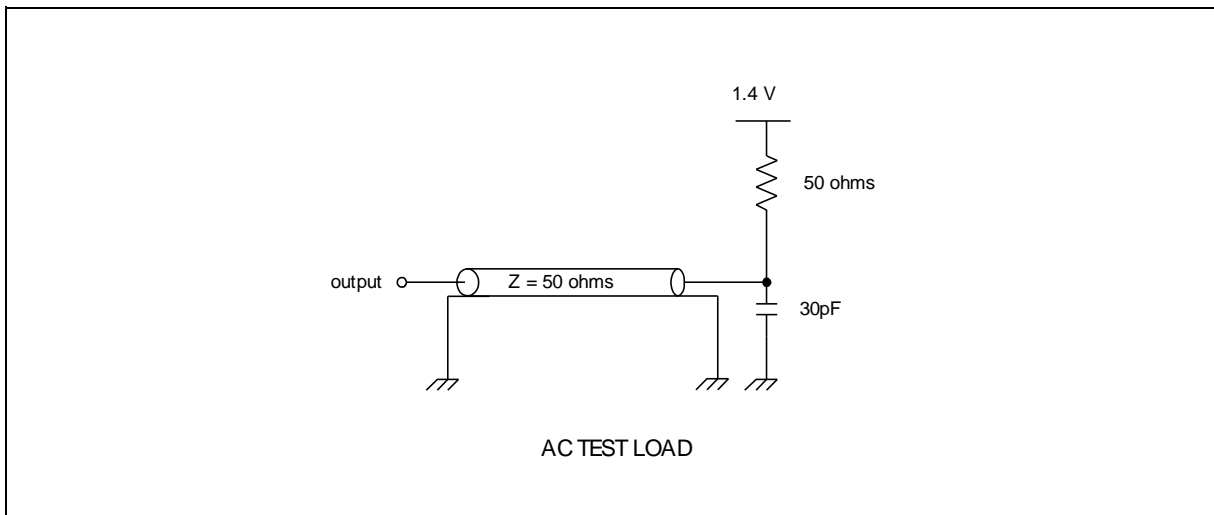 1.4 V
50 ohms
output
Z = 50 ohms
30pF
AC TEST LOAD